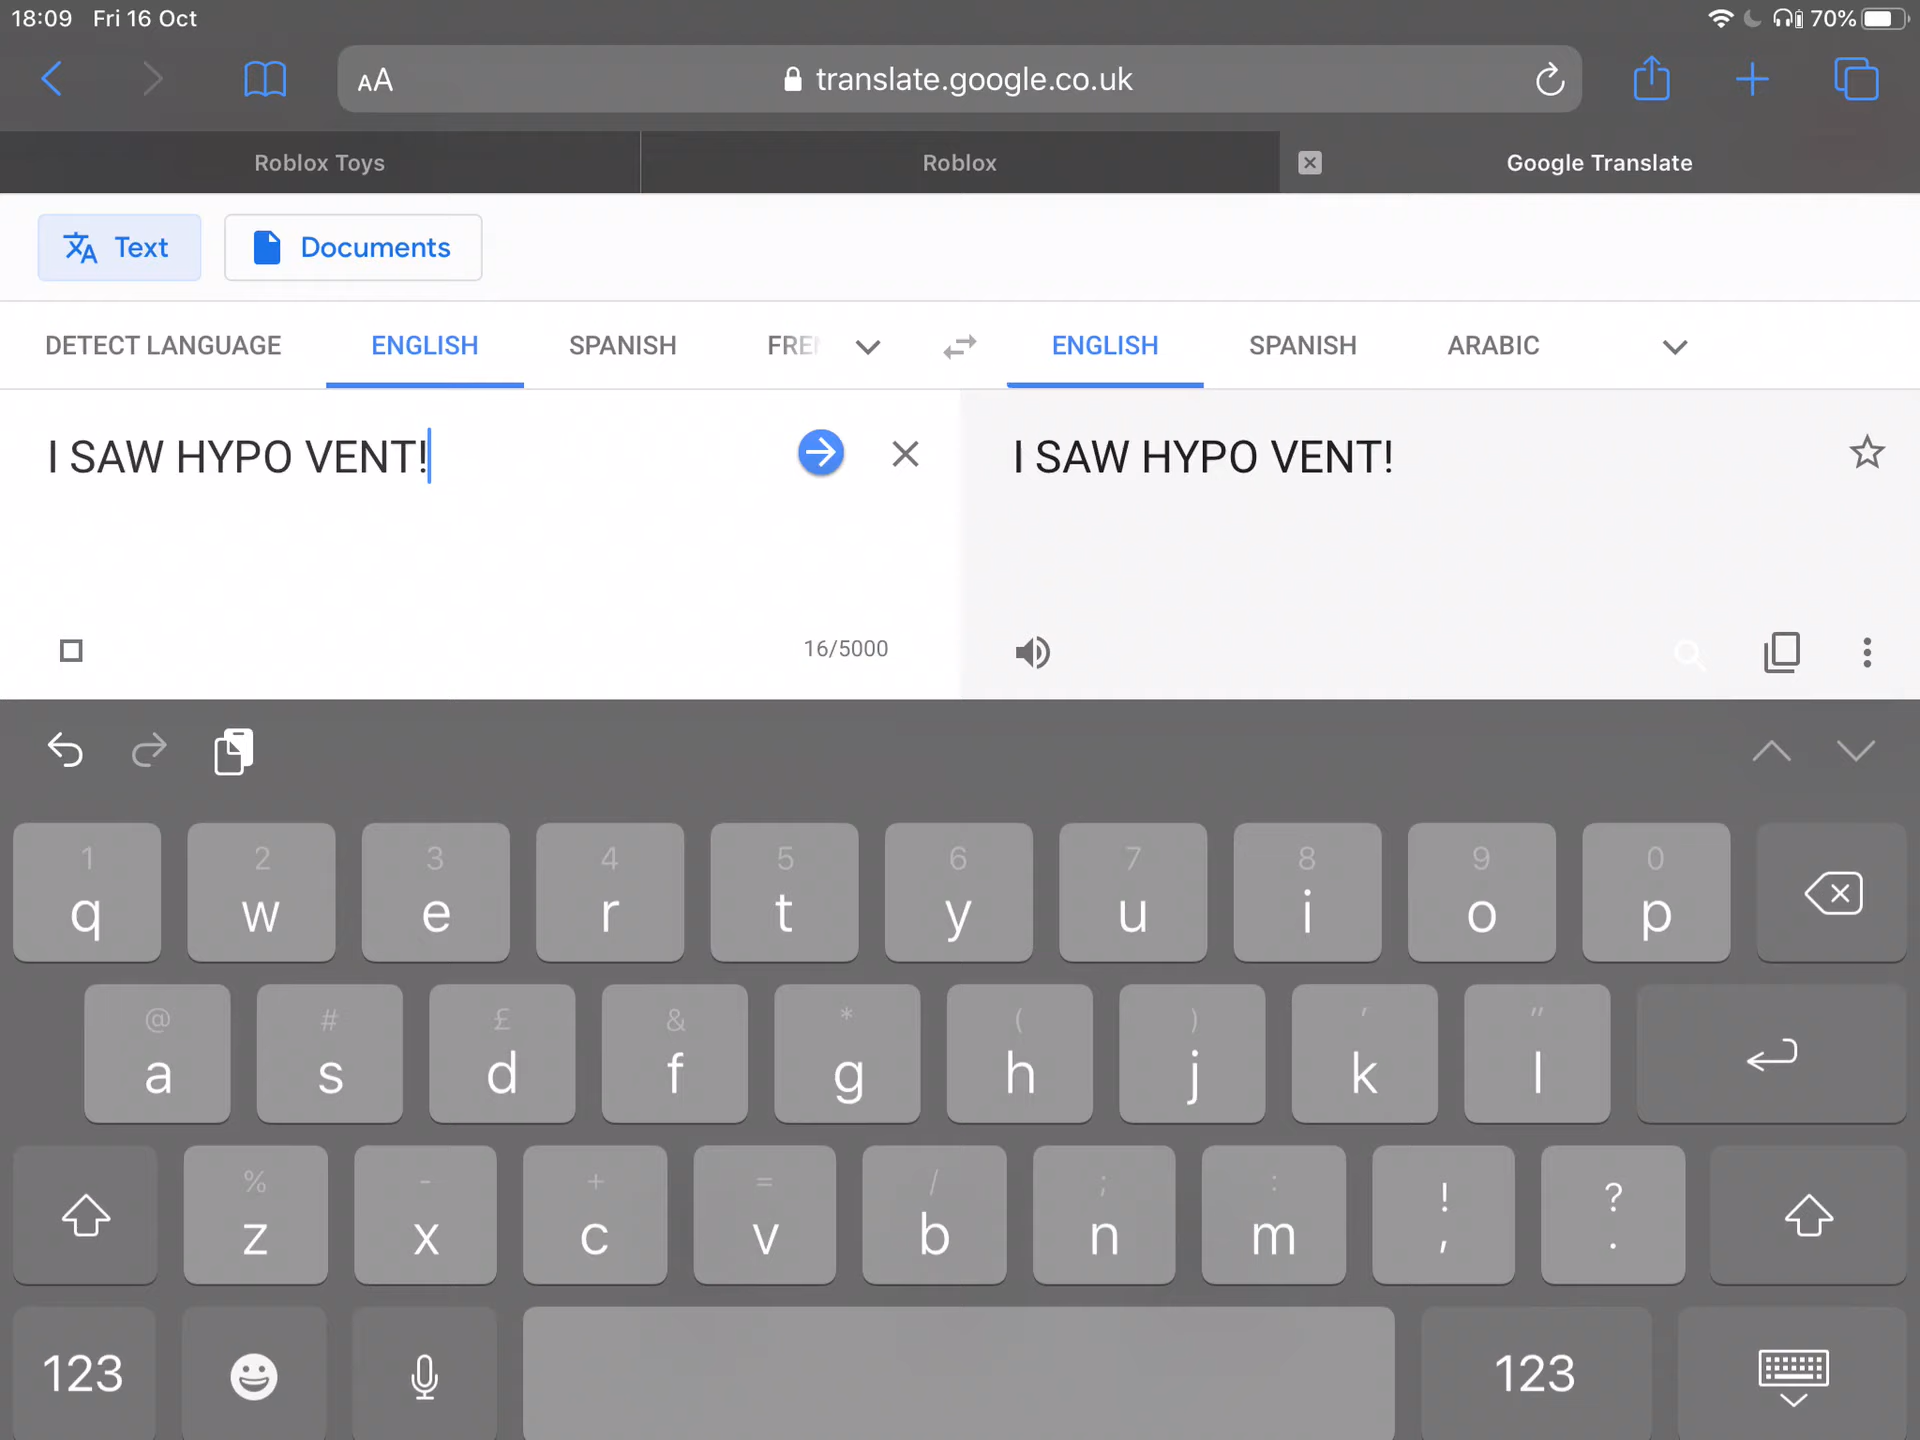 18:09 Fri 16 Oct 70%
AA translate.google.co.uk
Roblox Toys Roblox Google Translate
Text Documents
DETECT LANGUAGE ENGLISH SPANISH FREN ENGLISH SPANISH ARABIC
I SAW HYPO VENT! I SAW HYPO VENT!
16/5000
1 2 3 4 5 6 7 8 9 0
q w e r t y u i o p
@ # £ & * ( ) ' "
a s d f g h j k l
% - + = / ; : ! ?
z x c v b n m , .
123 123